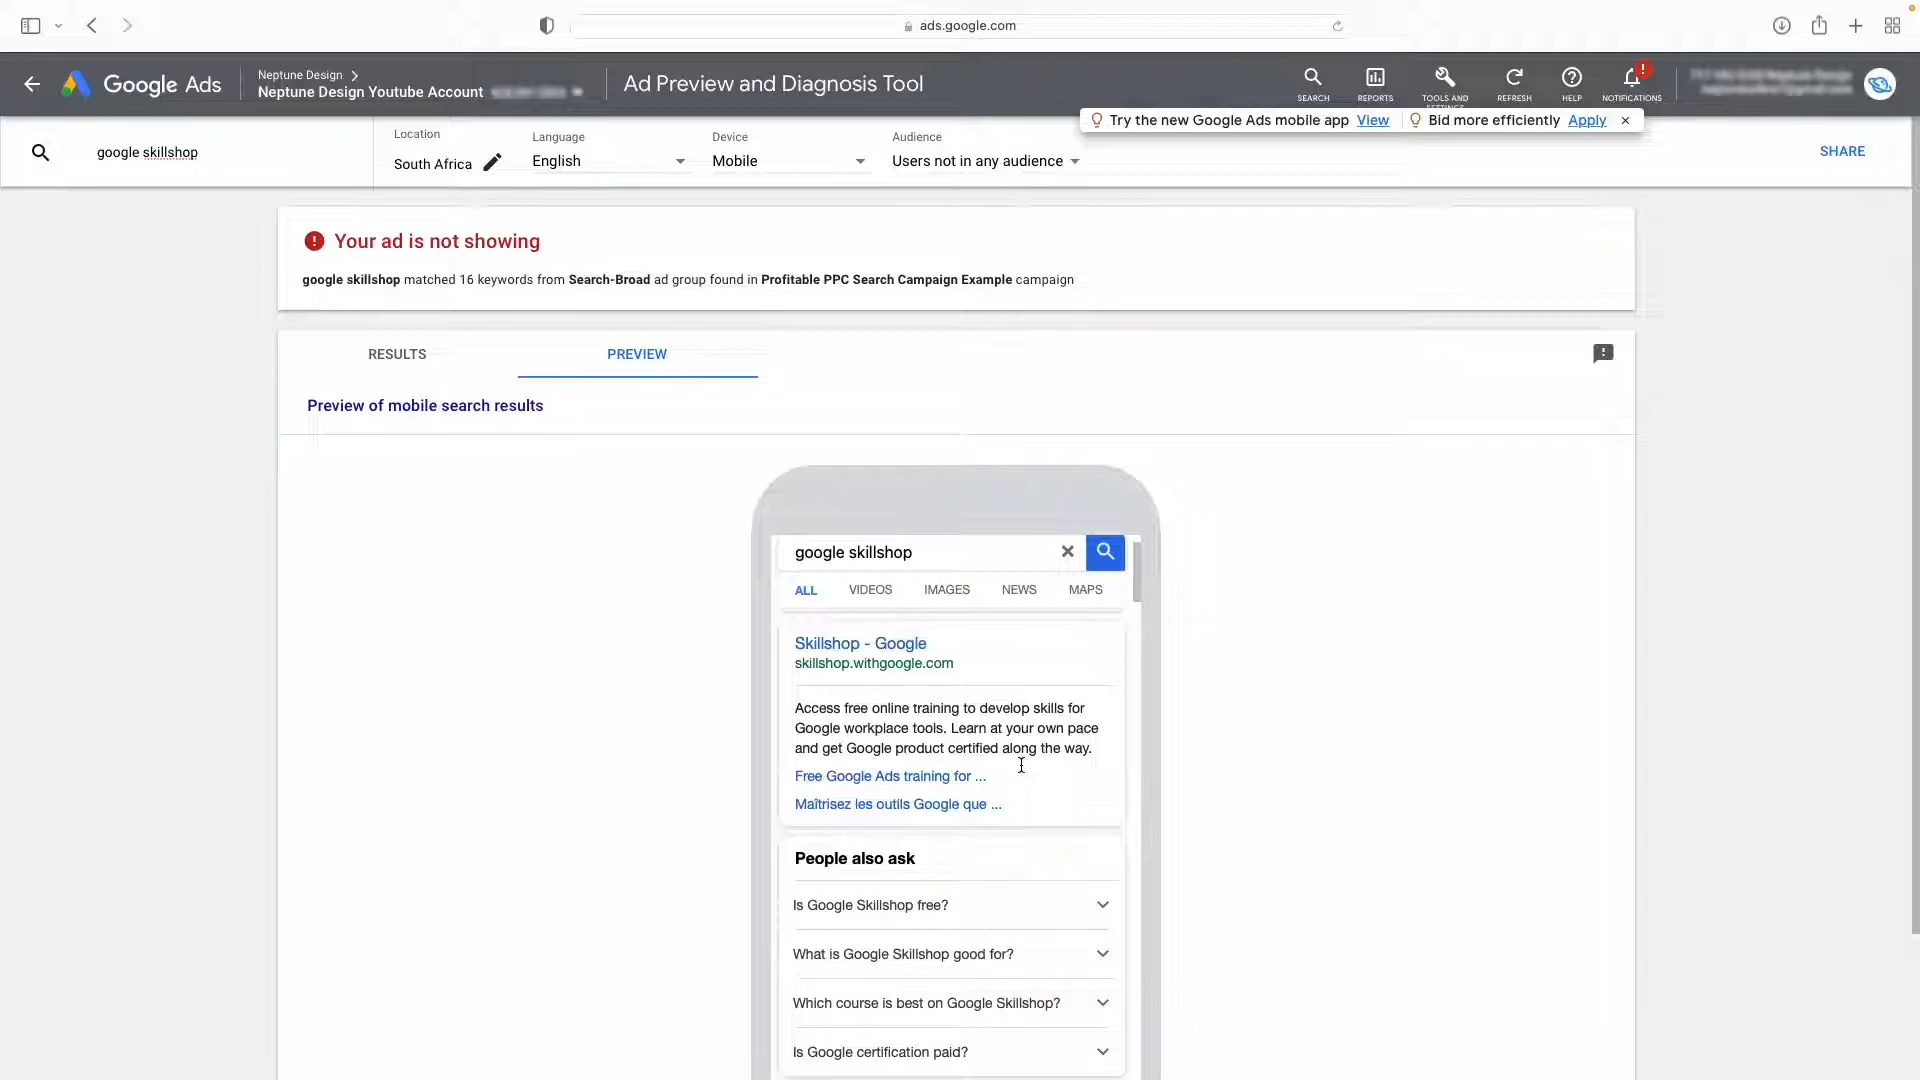 ads.google.com
Google Ads
Neptune Design
Neptune Design Youtube Account
Ad Preview and Diagnosis Tool
SEARCH
REPORTS
TOOLS AND
SETTINGS
REFRESH
HELP
!
NOTIFICATIONS
Try the new Google Ads mobile app View
Bid more efficiently Apply
google skillshop
Location
South Africa
Language
English
Device
Mobile
Audience
Users not in any audience
SHARE
Your ad is not showing
google skillshop matched 16 keywords from Search-Broad ad group found in Profitable PPC Search Campaign Example campaign
RESULTS
PREVIEW
Preview of mobile search results
google skillshop
ALL VIDEOS IMAGES NEWS MAPS
Skillshop - Google
skillshop.withgoogle.com
Access free online training to develop skills for
Google workplace tools. Learn at your own pace
and get Google product certified along the way.
Free Google Ads training for ...
Maîtrisez les outils Google que ...
People also ask
Is Google Skillshop free?
What is Google Skillshop good for?
Which course is best on Google Skillshop?
Is Google certification paid?